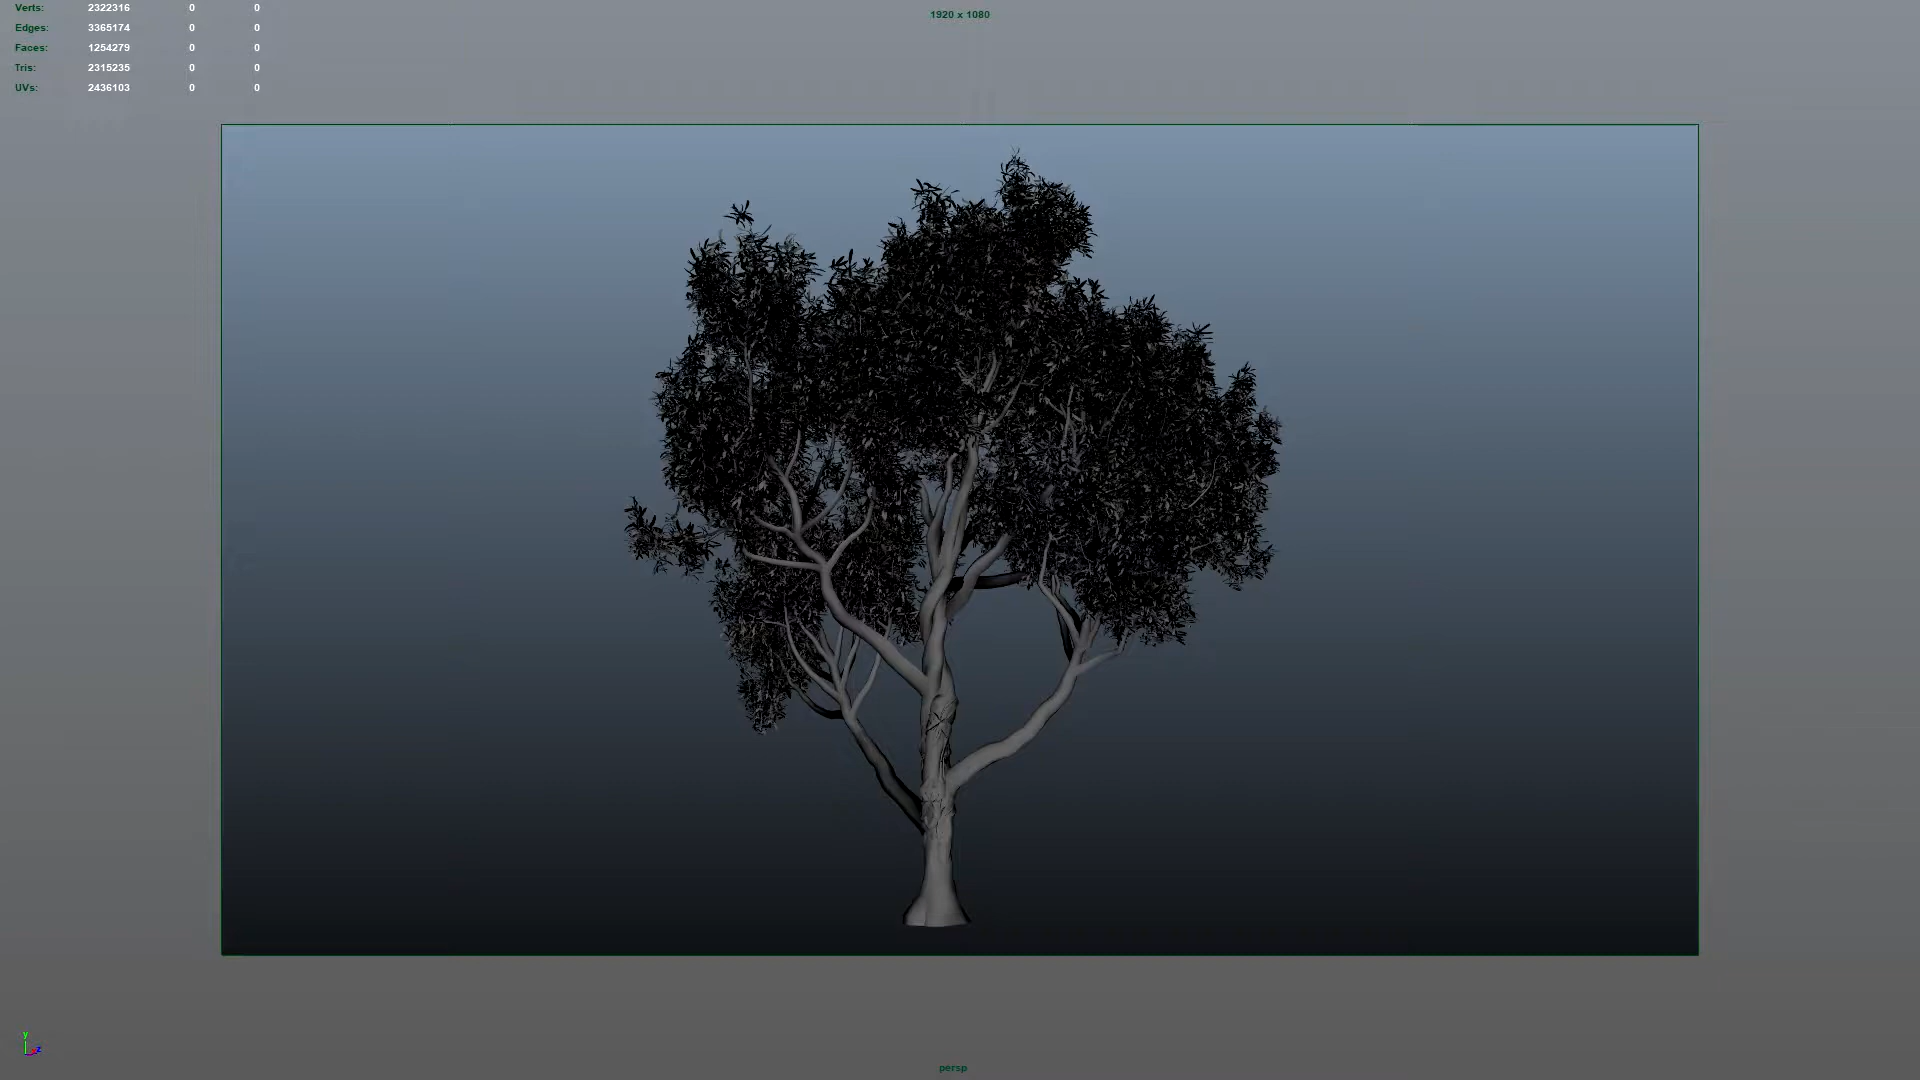 Verts: 2322316 0 0
Edges: 3365174 0 0
Faces: 1254279 0 0
Tris: 2315235 0 0
UVs: 2436103 0 0
1920 x 1080
y
z
persp